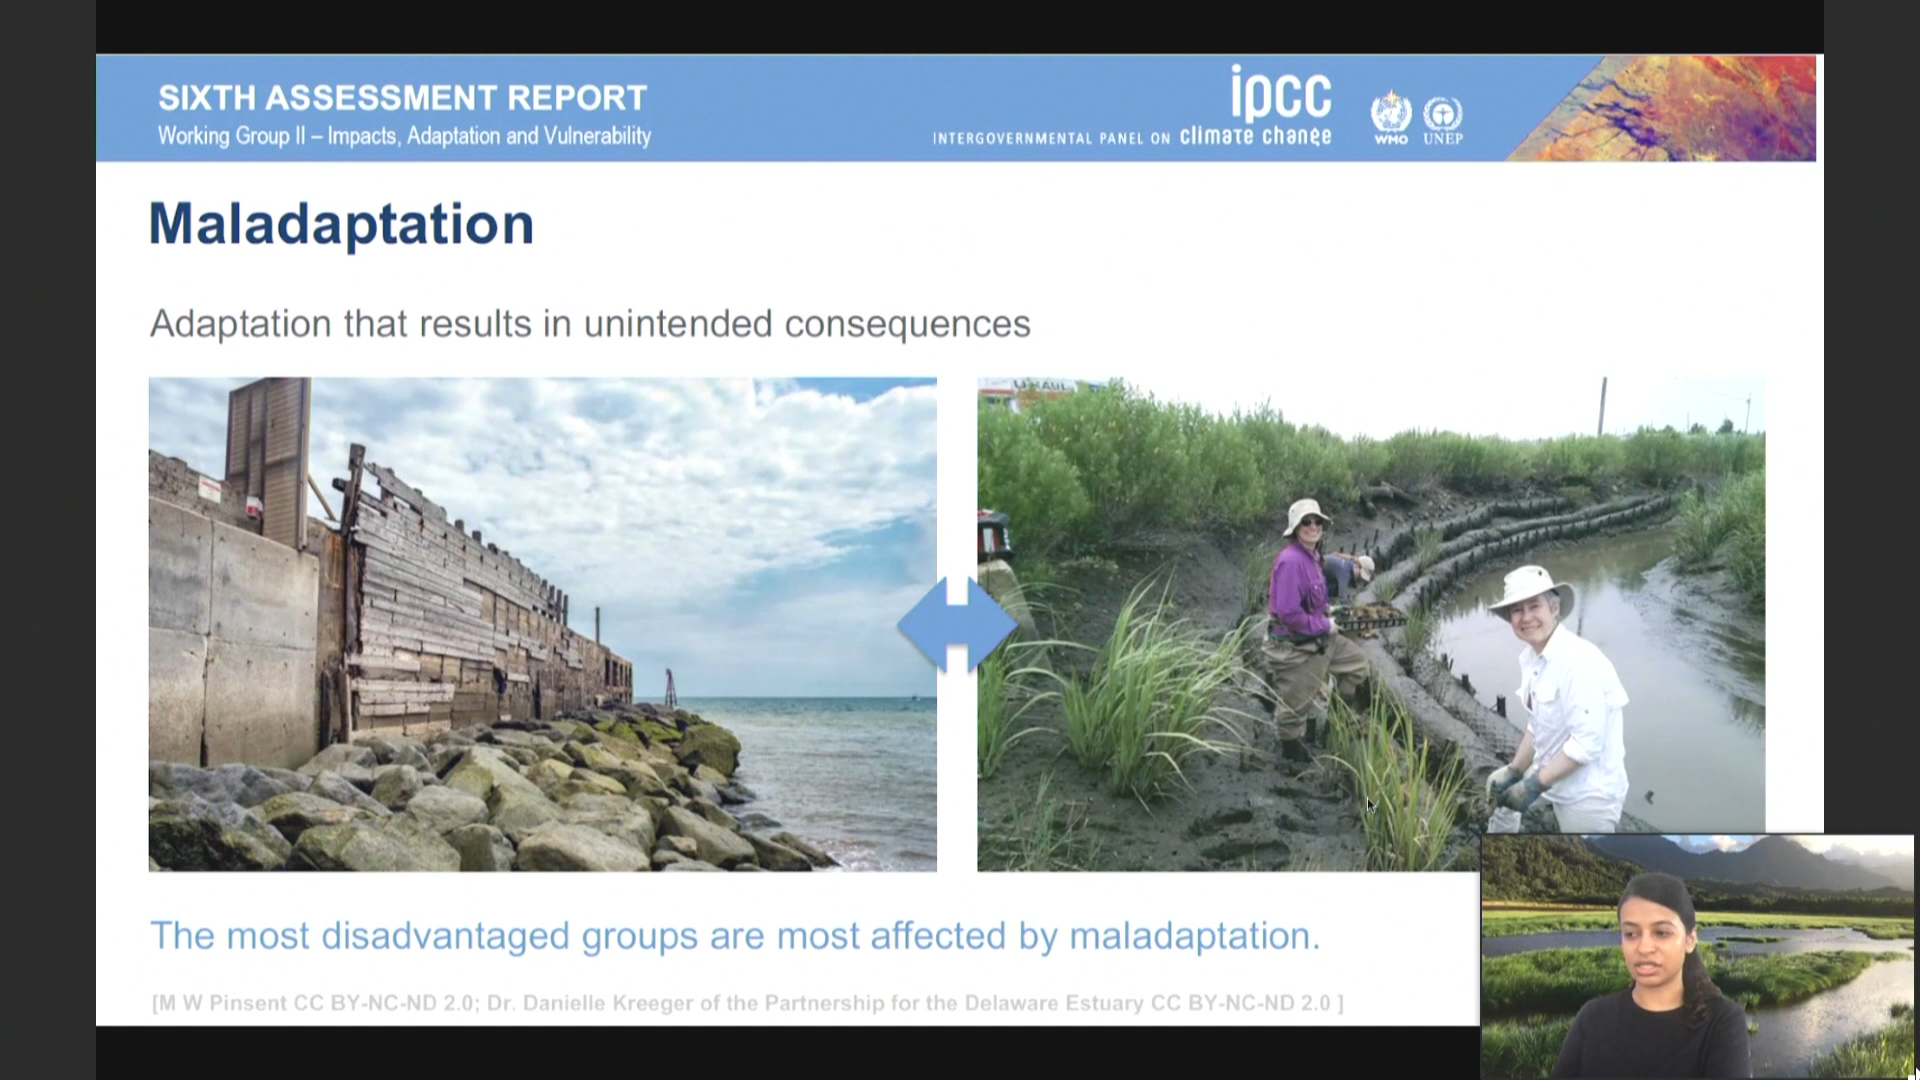 SIXTH ASSESSMENT REPORT
Working Group II – Impacts, Adaptation and Vulnerability
ipcc
INTERGOVERNMENTAL PANEL ON climate change
WMO
UNEP
Maladaptation
Adaptation that results in unintended consequences
U-HAUL
The most disadvantaged groups are most affected by maladaptation.
[M W Pinsent CC BY-NC-ND 2.0; Dr. Danielle Kreeger of the Partnership for the Delaware Estuary CC BY-NC-ND 2.0 ]